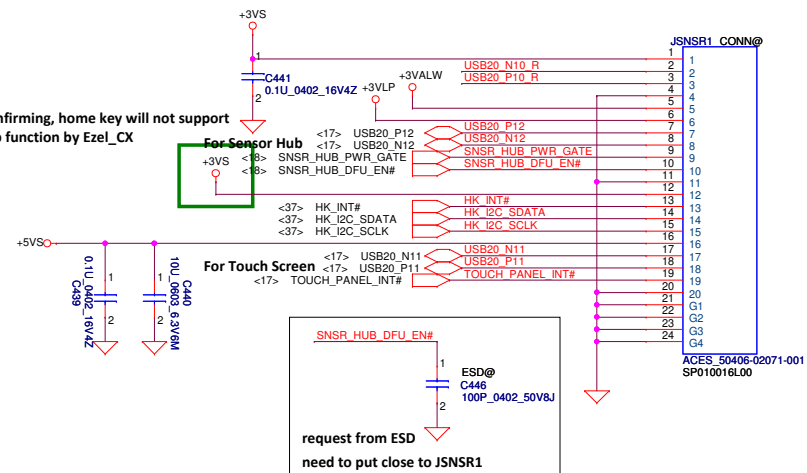 +3VS
JSNSR1 CONN@
C441
0.1U_0402_16V4Z
1
2
+3VLP
+3VALW
USB20_N10_R
USB20_P10_R
nfirming, home key will not support
o function by Ezel_CX
For Sensor Hub
+3VS
<17> USB20_P12
<17> USB20_N12
<18> SNSR_HUB_PWR_GATE
<18> SNSR_HUB_DFU_EN#
USB20_P12
USB20_N12
SNSR_HUB_PWR_GATE
SNSR_HUB_DFU_EN#
<37> HK_INT#
<37> HK_I2C_SDATA
<37> HK_I2C_SCLK
HK_INT#
HK_I2C_SDATA
HK_I2C_SCLK
+5VS
For Touch Screen
<17> USB20_N11
<17> USB20_P11
<17> TOUCH_PANEL_INT#
USB20_N11
USB20_P11
TOUCH_PANEL_INT#
1 1
2 2
3 3
4 4
5 5
6 6
7 7
8 8
9 9
10 10
11 11
12 12
13 13
14 14
15 15
16 16
17 17
18 18
19 19
20 20
21 G1
22 G2
23 G3
24 G4
ACES_50406-02071-001
SP010016L00
0.1U_0402_16V4Z
C439
1
2
10U_0603_6.3V6M
C440
1
2
SNSR_HUB_DFU_EN#
1
2
ESD@
C446
100P_0402_50V8J
request from ESD
need to put close to JSNSR1